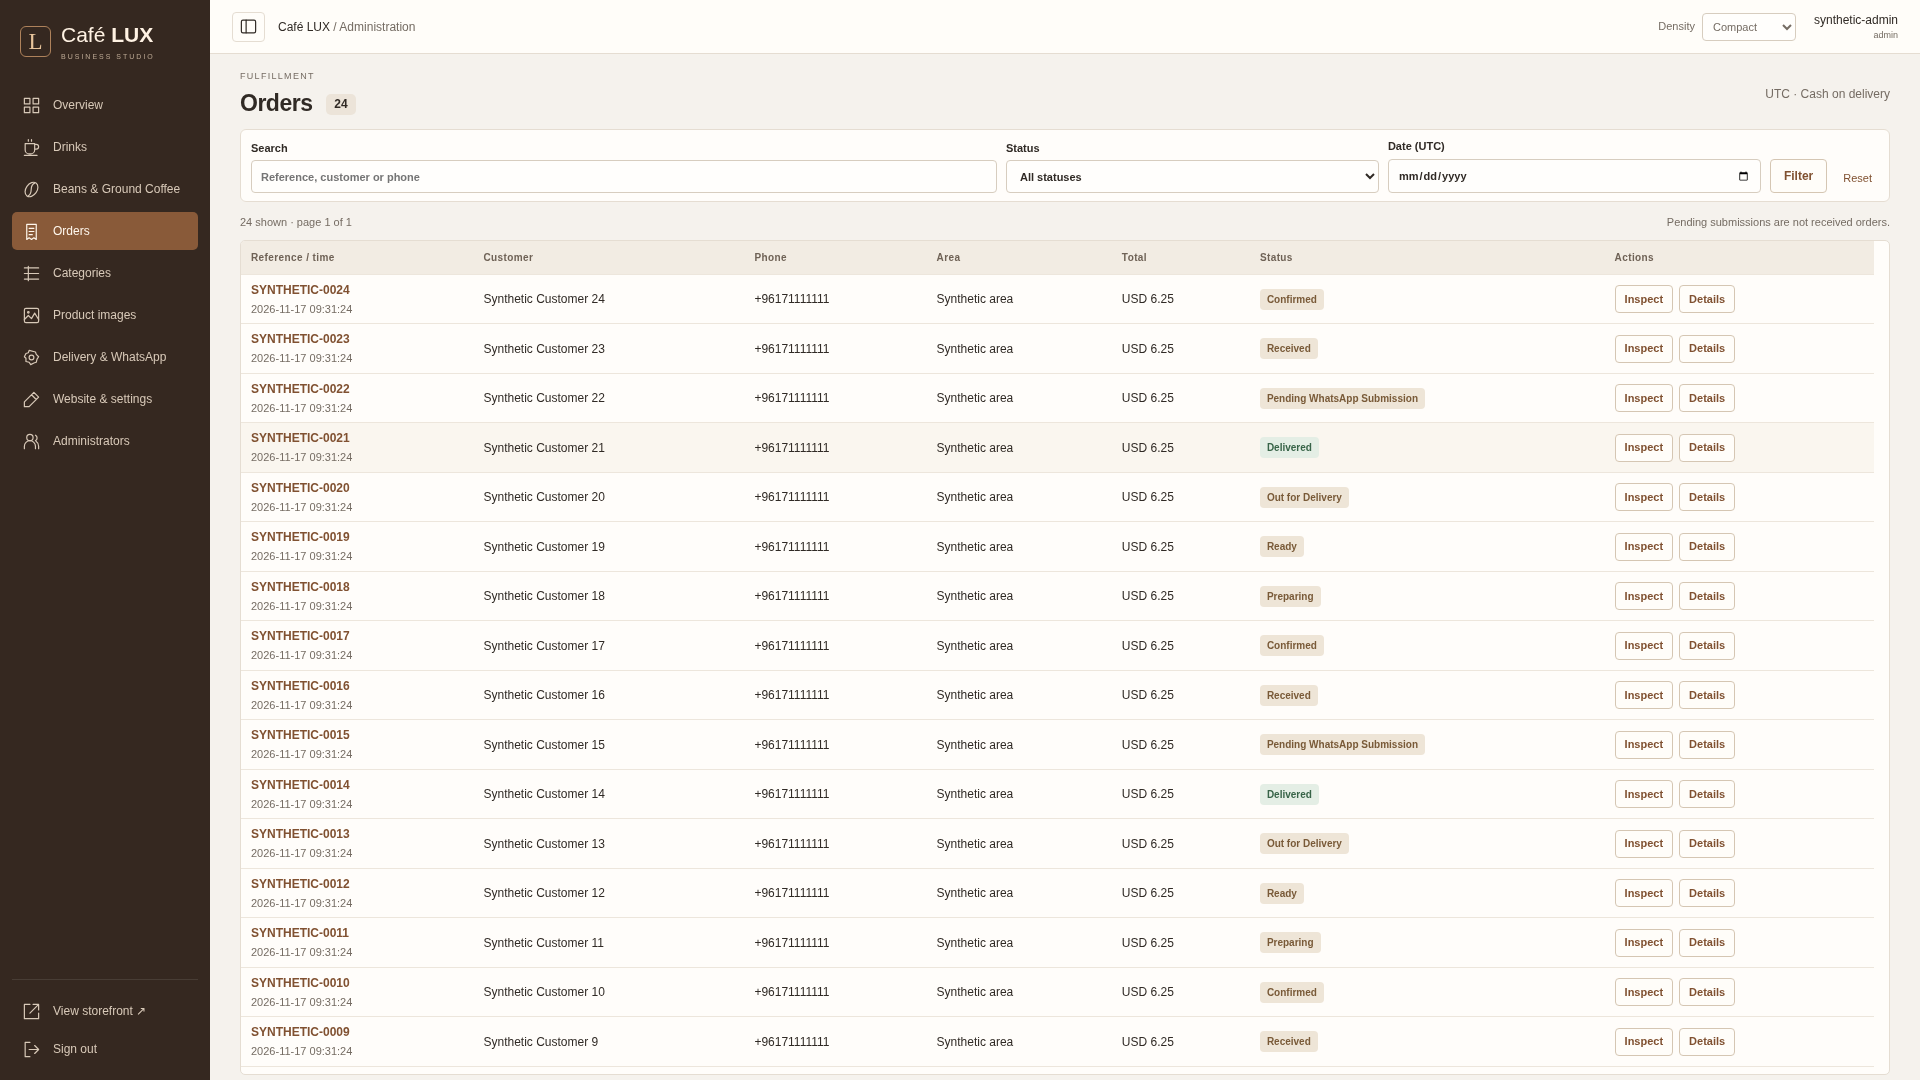 L
Café LUX
BUSINESS STUDIO
Overview
Drinks
Beans & Ground Coffee
Orders
Categories
Product images
Delivery & WhatsApp
Website & settings
Administrators
View storefront ↗
Sign out
Café LUX / Administration
Density Compact
synthetic-admin
admin
FULFILLMENT
Orders 24
UTC · Cash on delivery
Search Status Date (UTC)
Reference, customer or phone All statuses mm/dd/yyyy Filter Reset
24 shown · page 1 of 1 Pending submissions are not received orders.
Reference / time Customer Phone Area Total Status Actions
SYNTHETIC-0024
2026-11-17 09:31:24 Synthetic Customer 24 +96171111111 Synthetic area USD 6.25 Confirmed Inspect Details
SYNTHETIC-0023
2026-11-17 09:31:24 Synthetic Customer 23 +96171111111 Synthetic area USD 6.25 Received Inspect Details
SYNTHETIC-0022
2026-11-17 09:31:24 Synthetic Customer 22 +96171111111 Synthetic area USD 6.25 Pending WhatsApp Submission Inspect Details
SYNTHETIC-0021
2026-11-17 09:31:24 Synthetic Customer 21 +96171111111 Synthetic area USD 6.25 Delivered Inspect Details
SYNTHETIC-0020
2026-11-17 09:31:24 Synthetic Customer 20 +96171111111 Synthetic area USD 6.25 Out for Delivery Inspect Details
SYNTHETIC-0019
2026-11-17 09:31:24 Synthetic Customer 19 +96171111111 Synthetic area USD 6.25 Ready Inspect Details
SYNTHETIC-0018
2026-11-17 09:31:24 Synthetic Customer 18 +96171111111 Synthetic area USD 6.25 Preparing Inspect Details
SYNTHETIC-0017
2026-11-17 09:31:24 Synthetic Customer 17 +96171111111 Synthetic area USD 6.25 Confirmed Inspect Details
SYNTHETIC-0016
2026-11-17 09:31:24 Synthetic Customer 16 +96171111111 Synthetic area USD 6.25 Received Inspect Details
SYNTHETIC-0015
2026-11-17 09:31:24 Synthetic Customer 15 +96171111111 Synthetic area USD 6.25 Pending WhatsApp Submission Inspect Details
SYNTHETIC-0014
2026-11-17 09:31:24 Synthetic Customer 14 +96171111111 Synthetic area USD 6.25 Delivered Inspect Details
SYNTHETIC-0013
2026-11-17 09:31:24 Synthetic Customer 13 +96171111111 Synthetic area USD 6.25 Out for Delivery Inspect Details
SYNTHETIC-0012
2026-11-17 09:31:24 Synthetic Customer 12 +96171111111 Synthetic area USD 6.25 Ready Inspect Details
SYNTHETIC-0011
2026-11-17 09:31:24 Synthetic Customer 11 +96171111111 Synthetic area USD 6.25 Preparing Inspect Details
SYNTHETIC-0010
2026-11-17 09:31:24 Synthetic Customer 10 +96171111111 Synthetic area USD 6.25 Confirmed Inspect Details
SYNTHETIC-0009
2026-11-17 09:31:24 Synthetic Customer 9 +96171111111 Synthetic area USD 6.25 Received Inspect Details